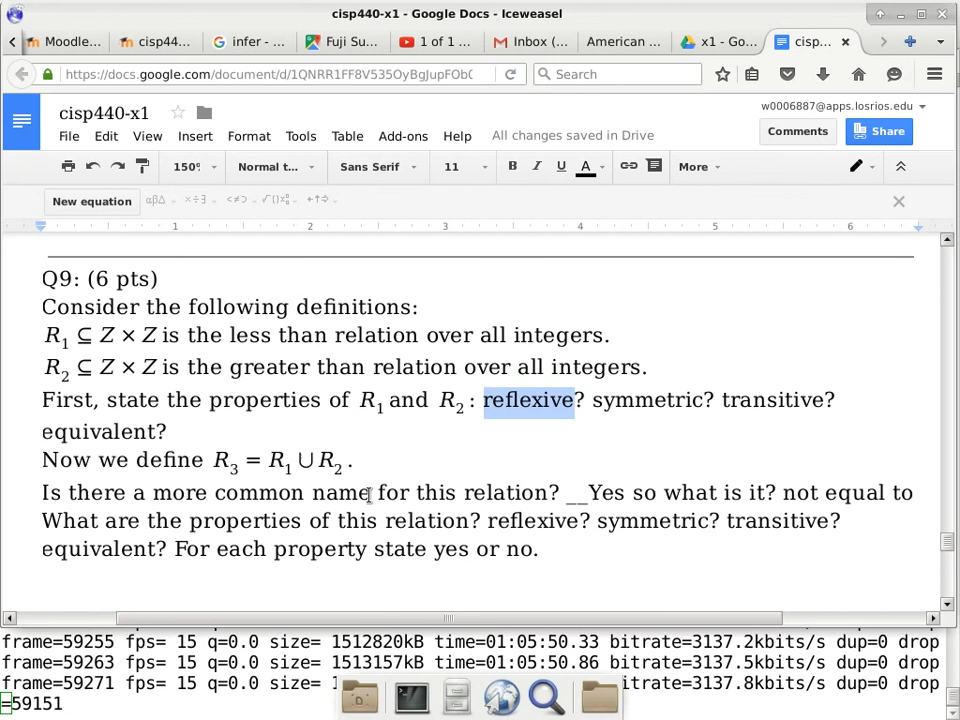 cisp440-x1 - Google Docs - Iceweasel
Moodle... cisp44... infer - ... Fuji Su... 1 of 1 ... Inbox (... American ... x1 - Go... cisp...
https://docs.google.com/document/d/1QNRR1FF8V535OyBgJupFOb( Search
cisp440-x1 w0006887@apps.losrios.edu
File Edit View Insert Format Tools Table Add-ons Help All changes saved in Drive Comments Share
150% Normal t... Sans Serif 11 B I U A More
New equation
1 2 3 4 5 6
Q9: (6 pts)
Consider the following definitions:
R₁ ⊆ Z × Z is the less than relation over all integers.
R₂ ⊆ Z × Z is the greater than relation over all integers.
First, state the properties of R₁ and R₂ : reflexive? symmetric? transitive?
equivalent?
Now we define R₃ = R₁ ∪ R₂ .
Is there a more common name for this relation? __Yes so what is it? not equal to
What are the properties of this relation? reflexive? symmetric? transitive?
equivalent? For each property state yes or no.
frame=59255 fps= 15 q=0.0 size= 1512820kB time=01:05:50.33 bitrate=3137.2kbits/s dup=0 drop
frame=59263 fps= 15 q=0.0 size= 1513157kB time=01:05:50.86 bitrate=3137.5kbits/s dup=0 drop
frame=59271 fps= 15 q=0.0 size= itrate=3137.8kbits/s dup=0 drop
=59151